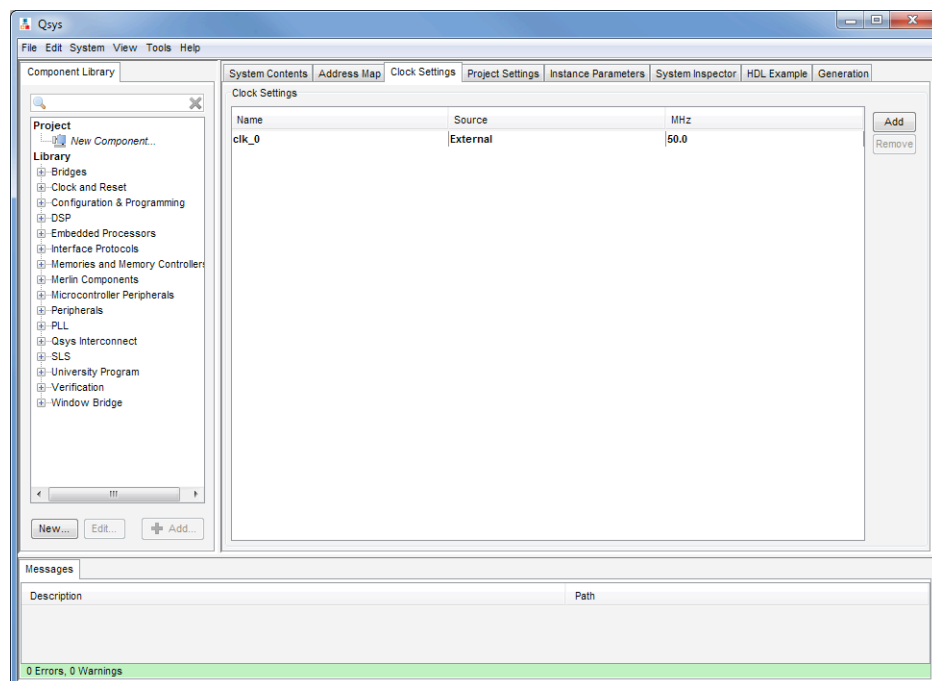 Qsys
File Edit System View Tools Help
Component Library
System Contents Address Map Clock Settings Project Settings Instance Parameters System Inspector HDL Example Generation
Clock Settings
Name Source MHz
clk_0 External 50.0
Add
Remove
Project
New Component...
Library
Bridges
Clock and Reset
Configuration & Programming
DSP
Embedded Processors
Interface Protocols
Memories and Memory Controllers
Merlin Components
Microcontroller Peripherals
Peripherals
PLL
Qsys Interconnect
SLS
University Program
Verification
Window Bridge
New... Edit... Add...
Messages
Description Path
0 Errors, 0 Warnings